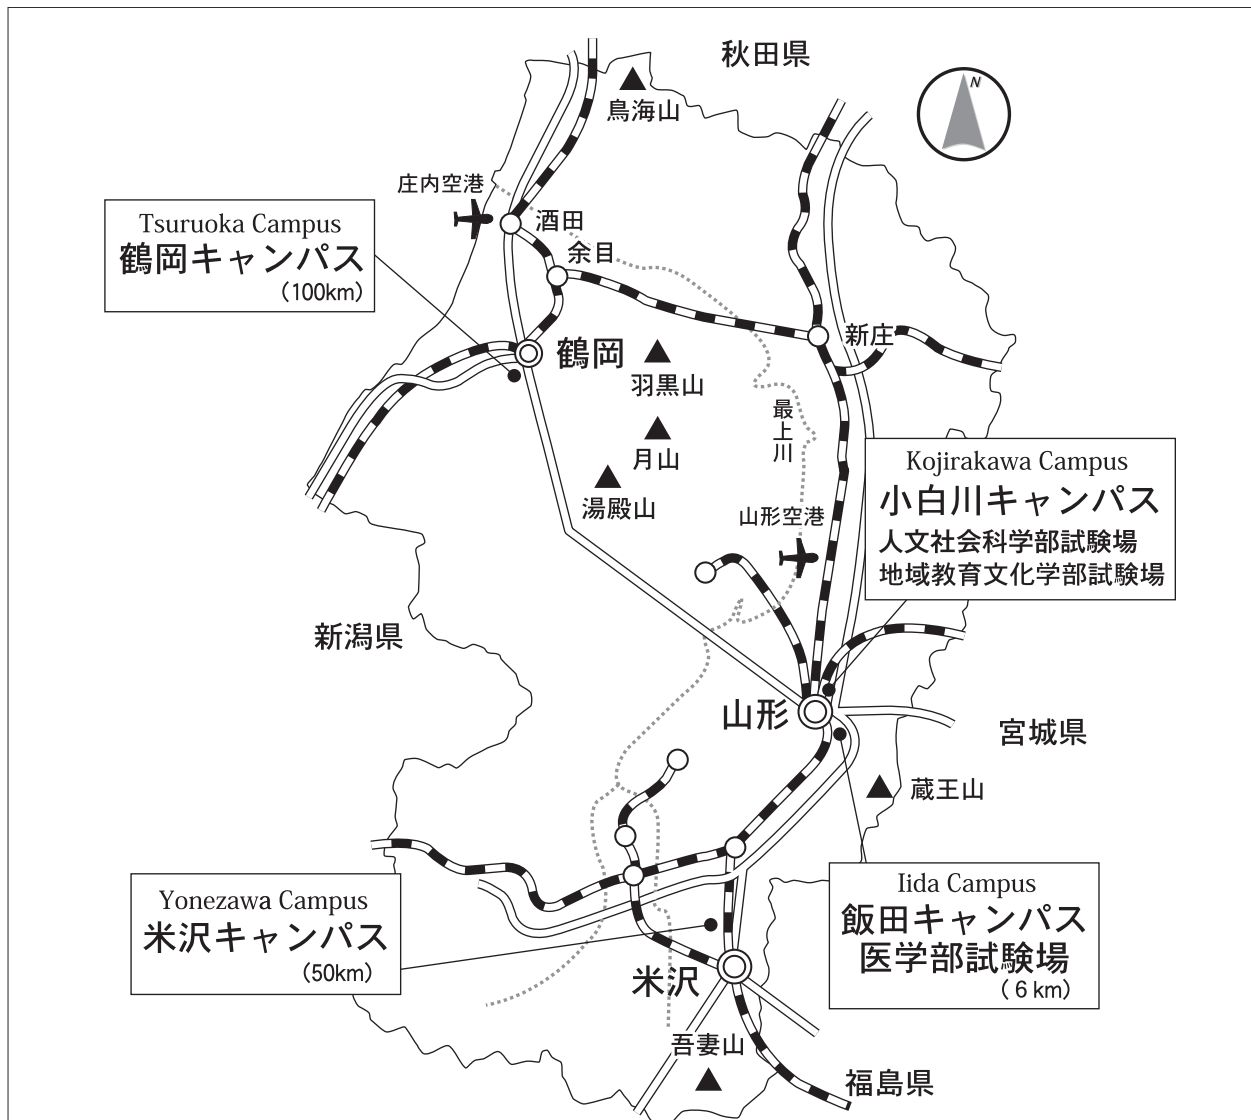 秋田県
N
鳥海山
庄内空港
酒田
余目
Tsuruoka Campus
鶴岡キャンパス
(100km)
新庄
鶴岡
羽黒山
最上川
月山
湯殿山
山形空港
Kojirakawa Campus
小白川キャンパス
人文社会科学部試験場
地域教育文化学部試験場
新潟県
山形
宮城県
蔵王山
Yonezawa Campus
米沢キャンパス
(50km)
Iida Campus
飯田キャンパス
医学部試験場
(6km)
米沢
吾妻山
福島県